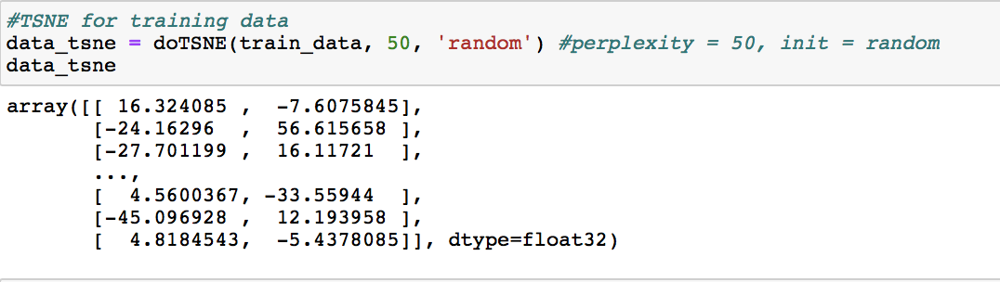 #TSNE for training data
data_tsne = doTSNE(train_data, 50, 'random') #perplexity = 50, init = random
data_tsne
array([[ 16.324085 ,  -7.6075845],
       [-24.16296  ,  56.615658 ],
       [-27.701199 ,  16.11721  ],
       ...,
       [  4.5600367, -33.55944  ],
       [-45.096928 ,  12.193958 ],
       [  4.8184543,  -5.4378085]], dtype=float32)